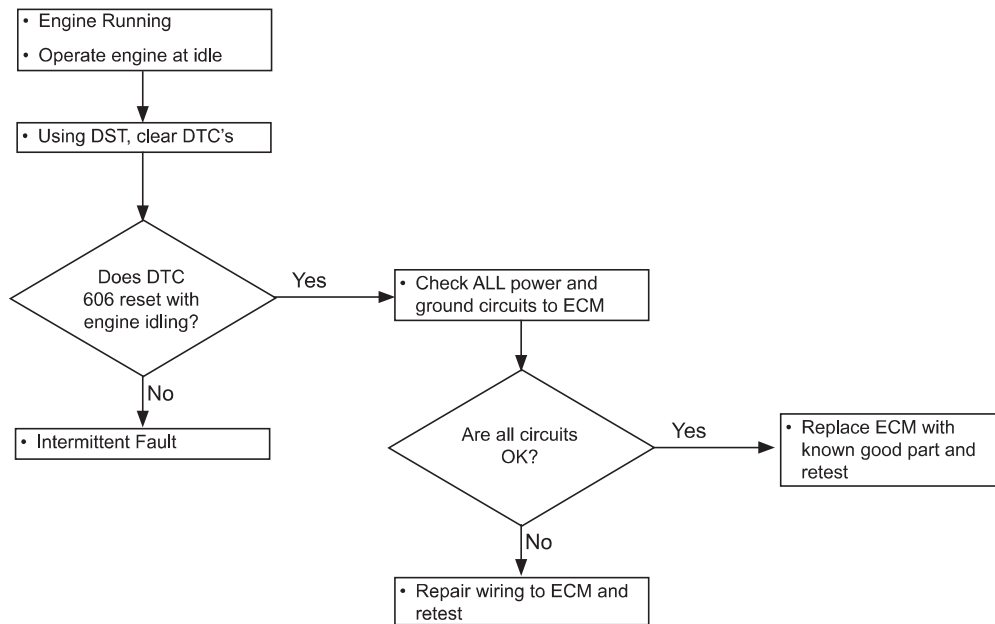 • Engine Running
• Operate engine at idle
• Using DST, clear DTC's
Does DTC
606 reset with
engine idling?
Yes
• Check ALL power and
ground circuits to ECM
No
• Intermittent Fault
Are all circuits
OK?
Yes
• Replace ECM with
known good part and
retest
No
• Repair wiring to ECM and
retest